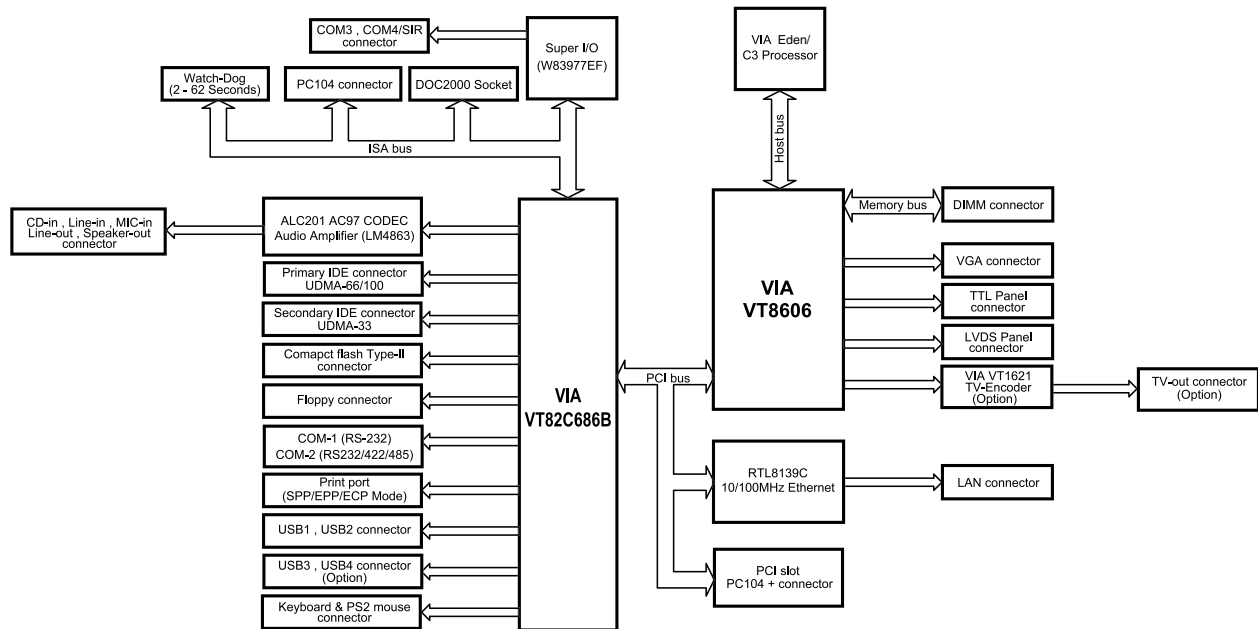 COM3 , COM4/SIR
connector
Super I/O
(W83977EF)
VIA Eden/
C3 Processor
Watch-Dog
(2 - 62 Seconds)
PC104 connector
DOC2000 Socket
ISA bus
Host bus
CD-in , Line-in , MIC-in
Line-out , Speaker-out
connector
ALC201 AC97 CODEC
Audio Amplifier (LM4863)
Primary IDE connector
UDMA-66/100
Secondary IDE connector
UDMA-33
Comapct flash Type-II
connector
Floppy connector
COM-1 (RS-232)
COM-2 (RS232/422/485)
Print port
(SPP/EPP/ECP Mode)
USB1 , USB2 connector
USB3 , USB4 connector
(Option)
Keyboard & PS2 mouse
connector
VIA
VT82C686B
PCI bus
VIA
VT8606
Memory bus
DIMM connector
VGA connector
TTL Panel
connector
LVDS Panel
connector
VIA VT1621
TV-Encoder
(Option)
TV-out connector
(Option)
RTL8139C
10/100MHz Ethernet
LAN connector
PCI slot
PC104 + connector